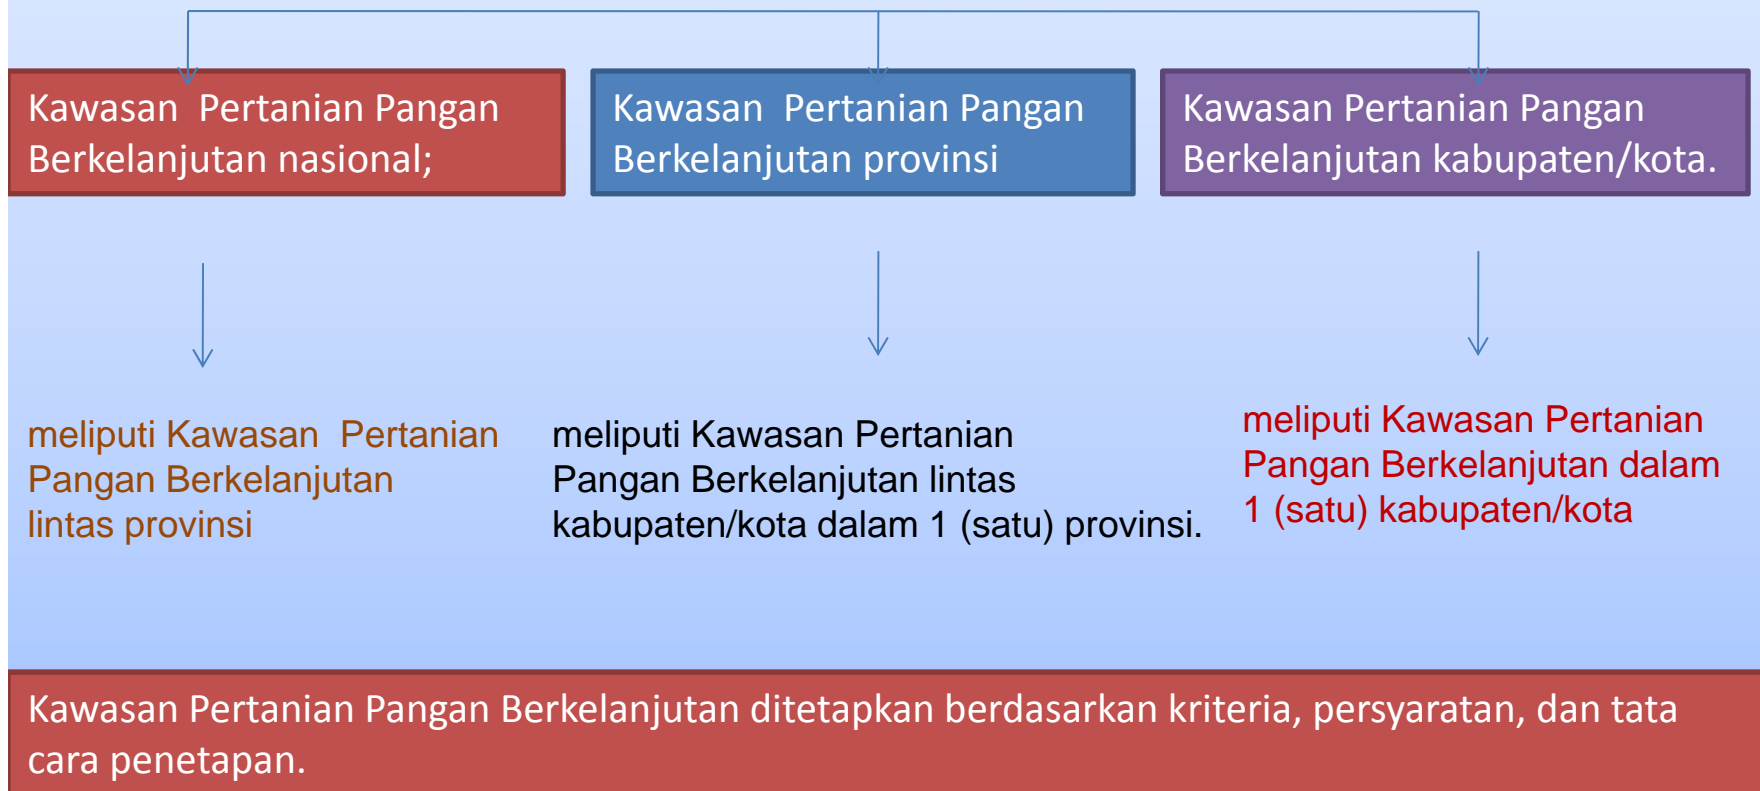 Kawasan Pertanian Pangan
Berkelanjutan nasional;
Kawasan Pertanian Pangan
Berkelanjutan provinsi
Kawasan Pertanian Pangan
Berkelanjutan kabupaten/kota.
meliputi Kawasan Pertanian
Pangan Berkelanjutan
lintas provinsi
meliputi Kawasan Pertanian
Pangan Berkelanjutan lintas
kabupaten/kota dalam 1 (satu) provinsi.
meliputi Kawasan Pertanian
Pangan Berkelanjutan dalam
1 (satu) kabupaten/kota
Kawasan Pertanian Pangan Berkelanjutan ditetapkan berdasarkan kriteria, persyaratan, dan tata
cara penetapan.